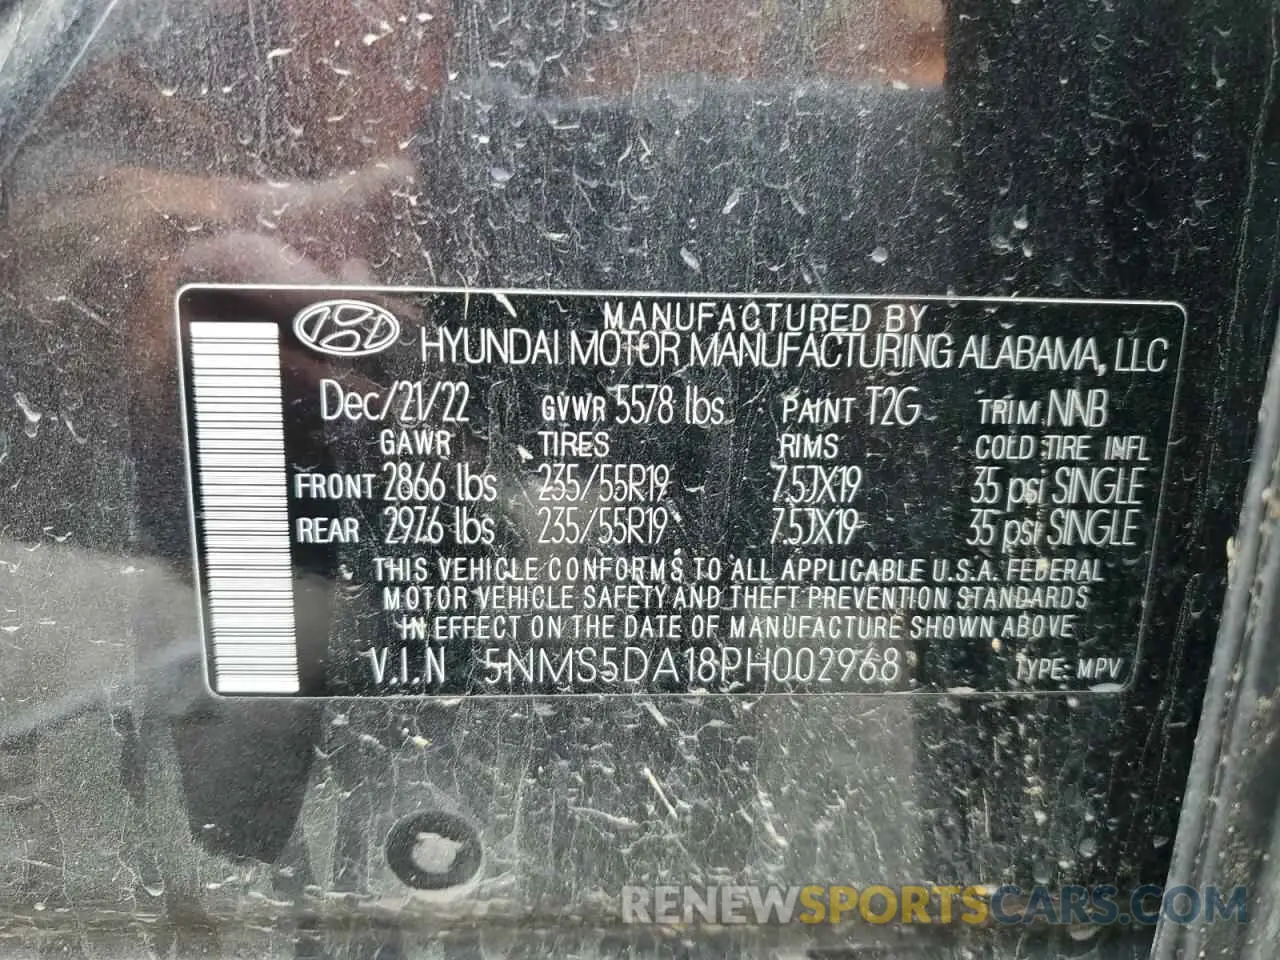 MANUFACTURED BY
HYUNDAI MOTOR MANUFACTURING ALABAMA, LLC
Dec/21/22 GVWR 5578 lbs PAINT T2G TRIM NNB
GAWR TIRES RIMS COLD TIRE INFL
FRONT 2866 lbs 235/55R19 7.5JX19 35 psi SINGLE
REAR 2976 lbs 235/55R19 7.5JX19 35 psi SINGLE
THIS VEHICLE CONFORMS TO ALL APPLICABLE U.S.A. FEDERAL
MOTOR VEHICLE SAFETY AND THEFT PREVENTION STANDARDS
IN EFFECT ON THE DATE OF MANUFACTURE SHOWN ABOVE
V.I.N 5NMS5DA18PH002968 TYPE: MPV
RENEWSPORTSCARS.COM